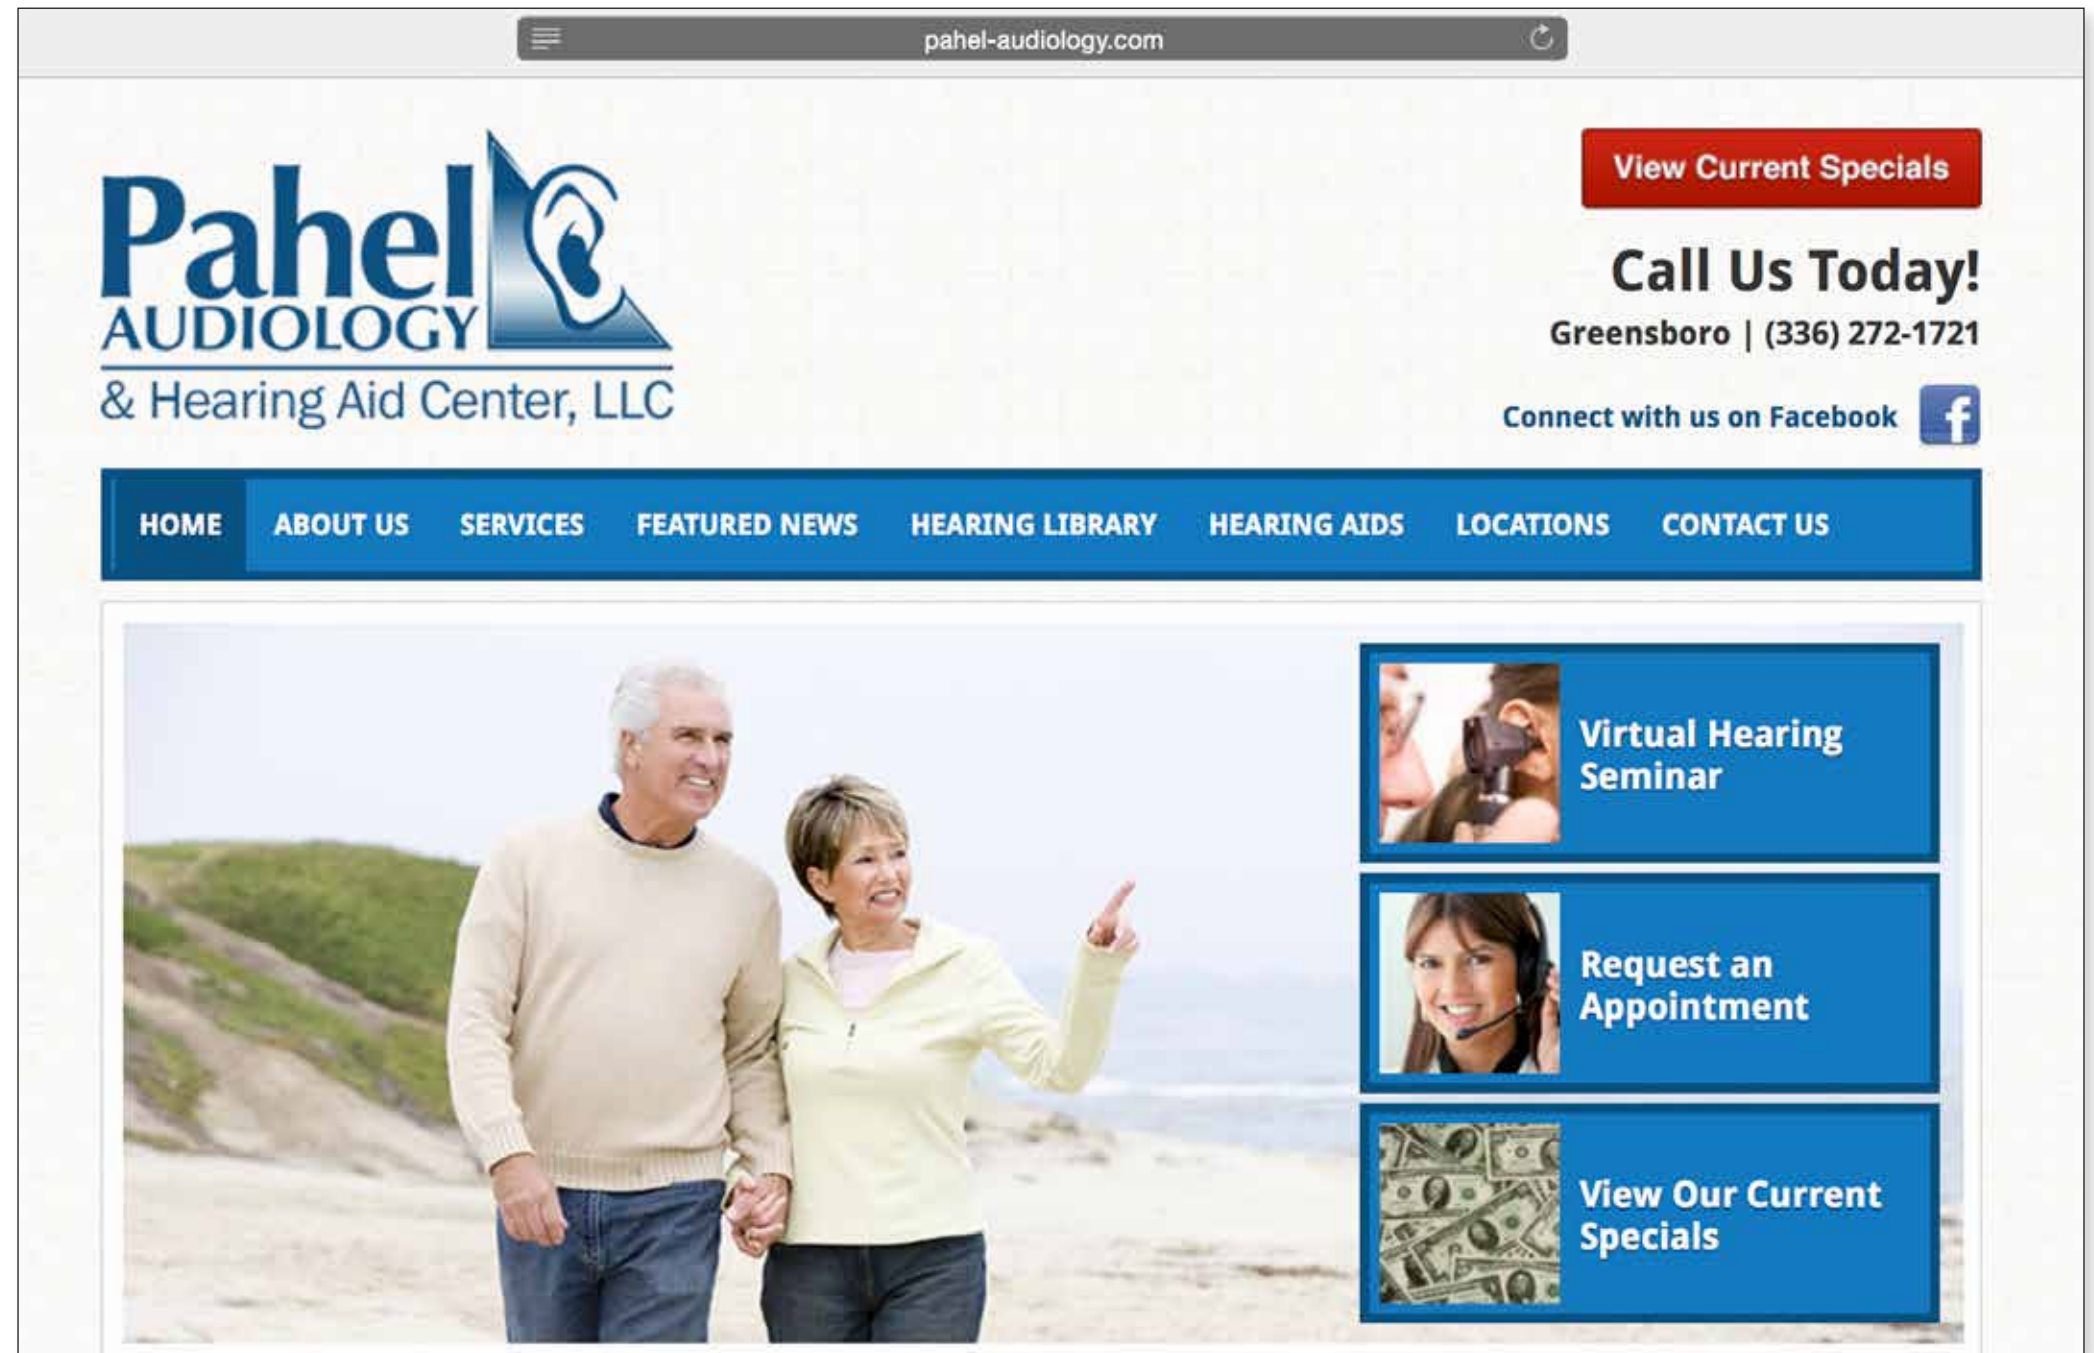 pahel-audiology.com
Pahel
AUDIOLOGY
& Hearing Aid Center, LLC
View Current Specials
Call Us Today!
Greensboro | (336) 272-1721
Connect with us on Facebook f
HOME ABOUT US SERVICES FEATURED NEWS HEARING LIBRARY HEARING AIDS LOCATIONS CONTACT US
Virtual Hearing
Seminar
Request an
Appointment
View Our Current
Specials